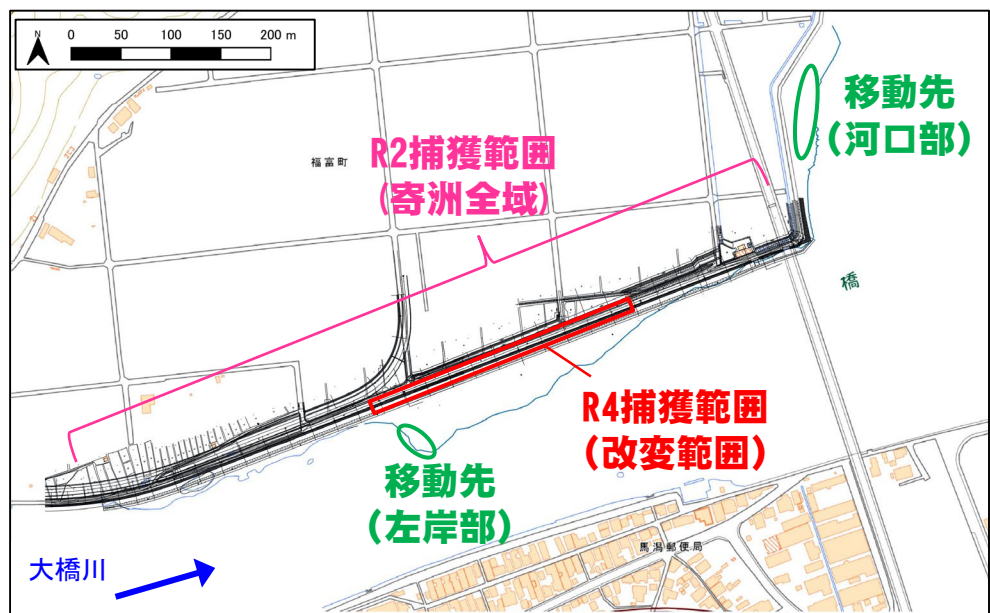 N
0 50 100 150 200 m
移動先
(河口部)
福富町
R2捕獲範囲
(寄洲全域)
橋
R4捕獲範囲
(改変範囲)
移動先
(左岸部)
馬潟郵便局
大橋川